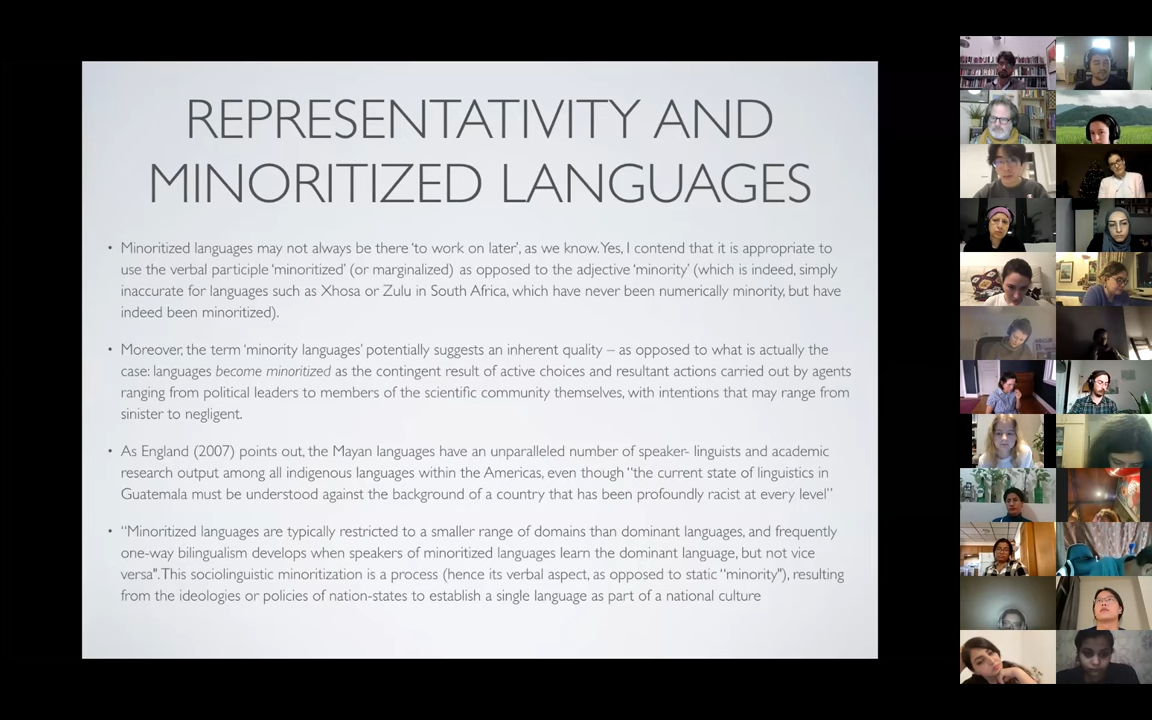 REPRESENTATIVITY AND
MINORITIZED LANGUAGES
• Minoritized languages may not always be there ‘to work on later’, as we know. Yes, I contend that it is appropriate to
use the verbal participle ‘minoritized’ (or marginalized) as opposed to the adjective ‘minority’ (which is indeed, simply
inaccurate for languages such as Xhosa or Zulu in South Africa, which have never been numerically minority, but have
indeed been minoritized).
• Moreover, the term ‘minority languages’ potentially suggests an inherent quality – as opposed to what is actually the
case: languages become minoritized as the contingent result of active choices and resultant actions carried out by agents
ranging from political leaders to members of the scientific community themselves, with intentions that may range from
sinister to negligent.
• As England (2007) points out, the Mayan languages have an unparalleled number of speaker- linguists and academic
research output among all indigenous languages within the Americas, even though “the current state of linguistics in
Guatemala must be understood against the background of a country that has been profoundly racist at every level”
• “Minoritized languages are typically restricted to a smaller range of domains than dominant languages, and frequently
one-way bilingualism develops when speakers of minoritized languages learn the dominant language, but not vice
versa". This sociolinguistic minoritization is a process (hence its verbal aspect, as opposed to static “minority”), resulting
from the ideologies or policies of nation-states to establish a single language as part of a national culture